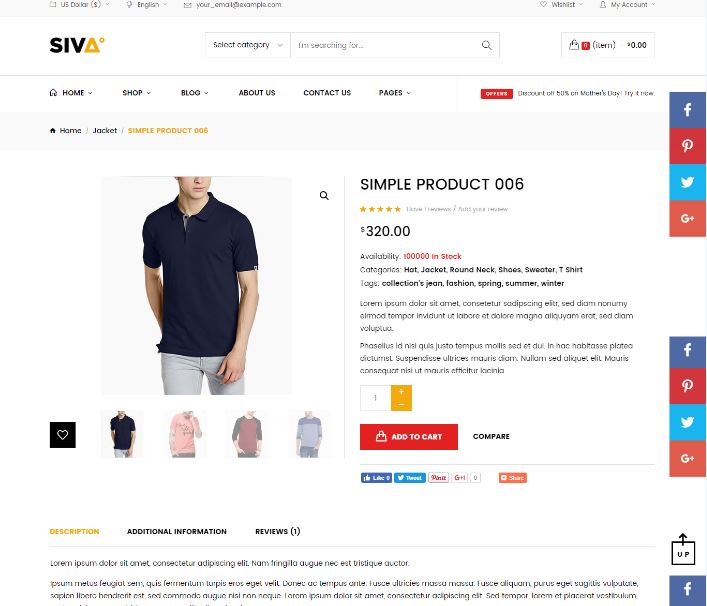 US Dollar ($)
English
your_email@example.com
Wishlist
My Account
SIVA
Select category
I'm searching for...
0 (item) - $0.00
HOME
SHOP
BLOG
ABOUT US
CONTACT US
PAGES
OFFERS
Discount off 50% on Mother's Day! Try it now.
Home / Jacket / SIMPLE PRODUCT 006
SIMPLE PRODUCT 006
Have 1 reviews / Add your review
$320.00
Availability: 100000 In Stock
Categories: Hat, Jacket, Round Neck, Shoes, Sweater, T Shirt
Tags: collection's jean, fashion, spring, summer, winter
Lorem ipsum dolor sit amet, consetetur sadipscing elitr, sed diam nonumy
eirmod tempor invidunt ut labore et dolore magna aliquyam erat, sed diam
voluptua.
Phasellus id nisi quis justo tempus mollis sed et dui. In hac habitasse platea
dictumst. Suspendisse ultrices mauris diam. Nullam sed aliquet elit. Mauris
consequat nisi ut mauris efficitur lacinia
1
+
−
ADD TO CART
COMPARE
Like 0
Tweet
Pinit
G+1
0
Share
UP
DESCRIPTION
ADDITIONAL INFORMATION
REVIEWS (1)
Lorem ipsum dolor sit amet, consectetur adipiscing elit. Nam fringilla augue nec est tristique auctor.
Ipsum metus feugiat sem, quis fermentum turpis eros eget velit. Donec ac tempus ante. Fusce ultricies massa massa. Fusce aliquam, purus eget sagittis vulputate,
sapien libero hendrerit est, sed commodo augue nisi non neque. Lorem ipsum dolor sit amet, consectetur adipiscing elit. Sed tempor, lorem et placerat vestibulum,